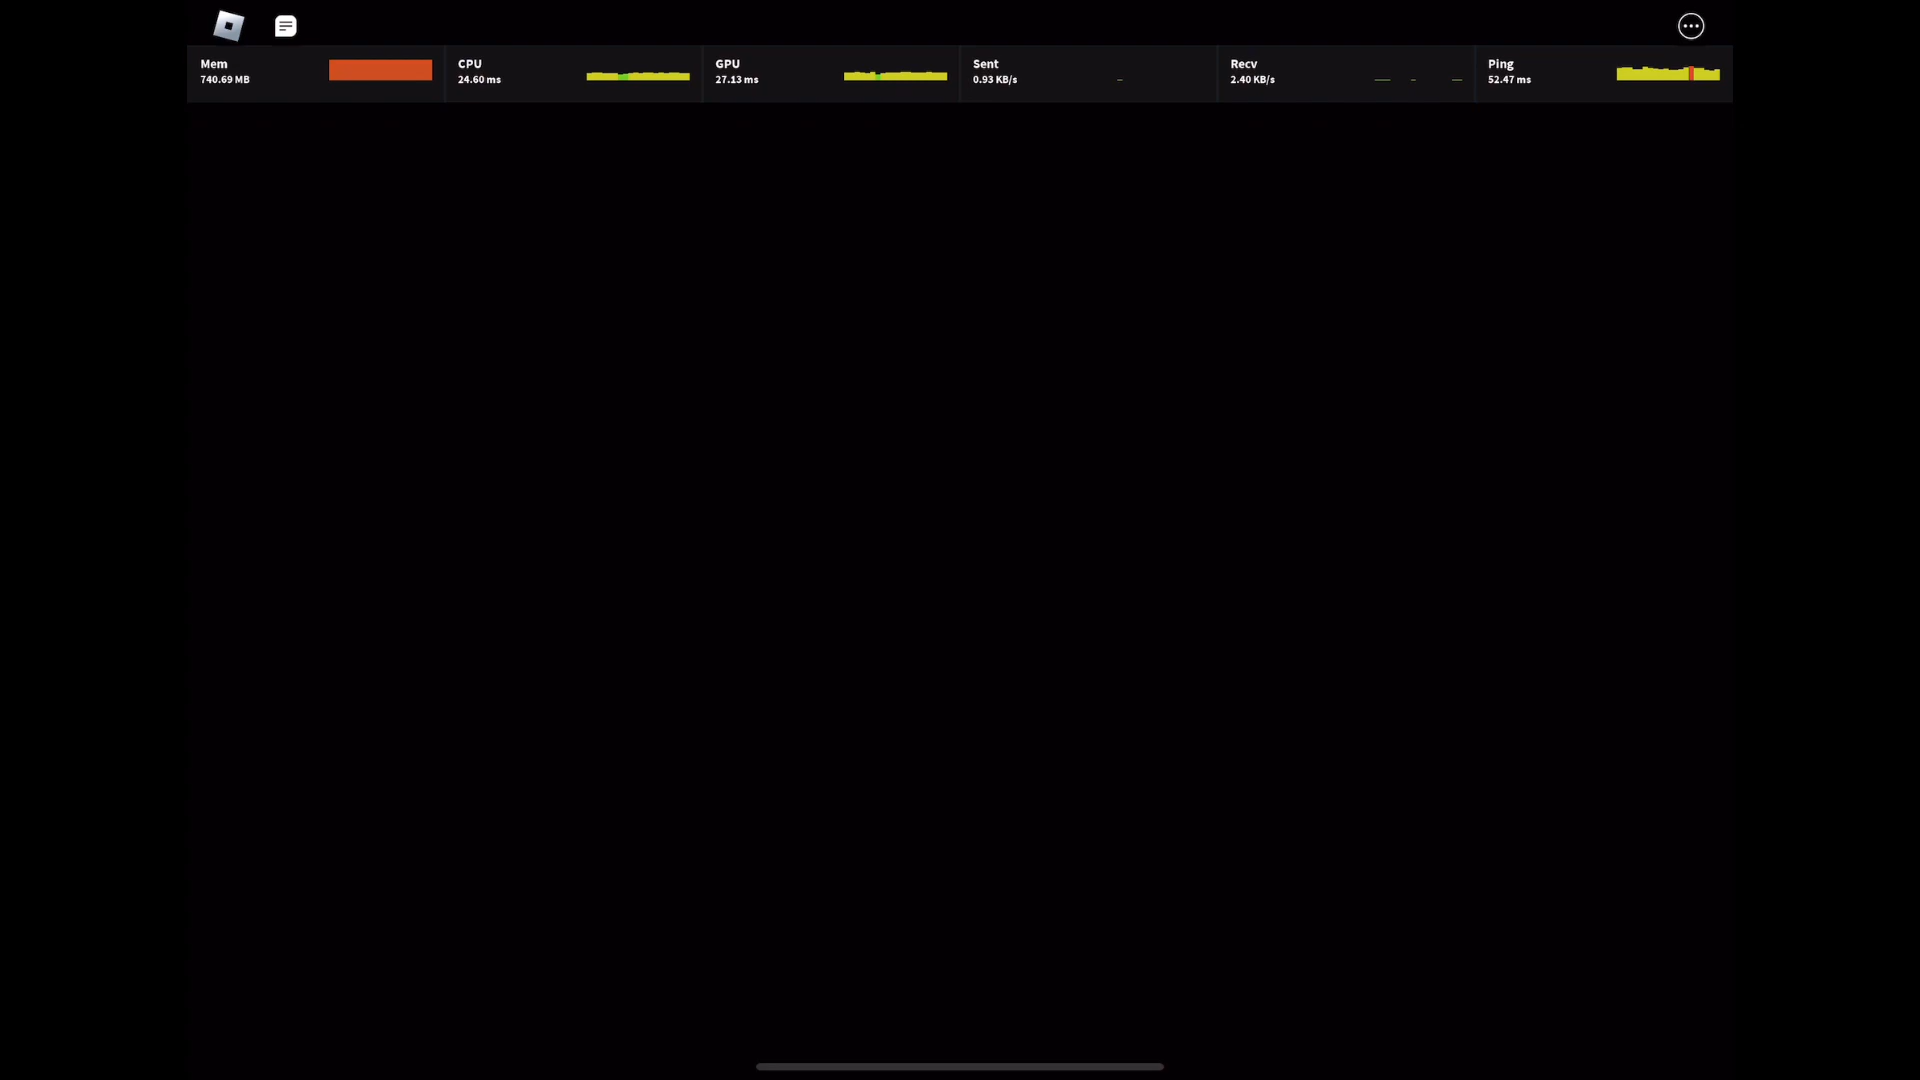 Mem CPU GPU Sent Recv Ping
740.69 MB 24.60 ms 27.13 ms 0.93 KB/s 2.40 KB/s 52.47 ms